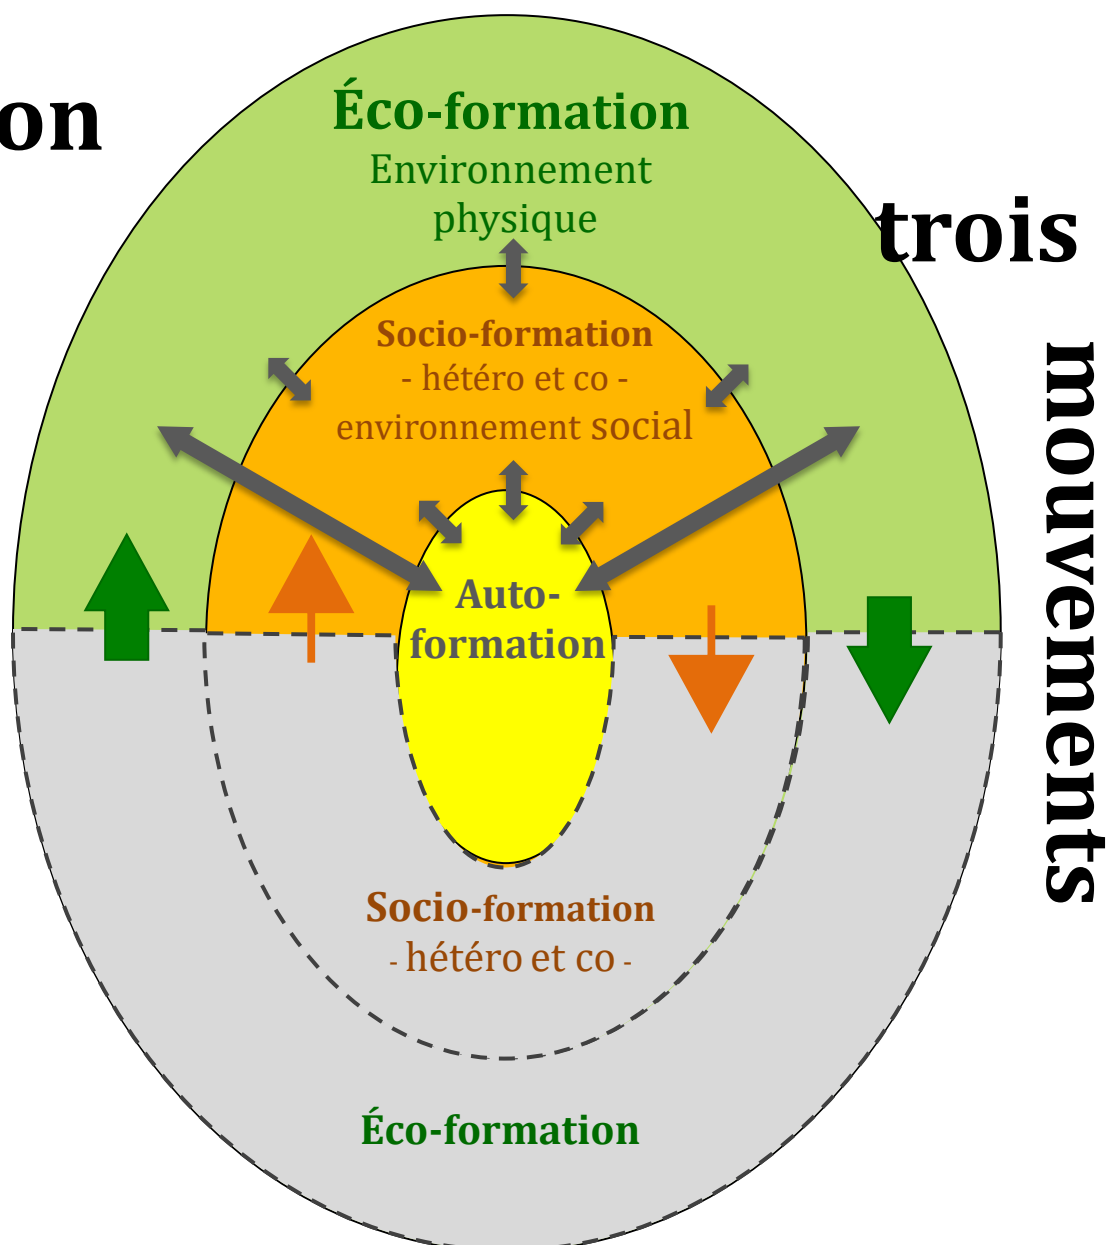 on
Éco-formation
Environnement
physique
trois
mouvements
Socio-formation
- hétéro et co -
environnement social
Auto-
formation
Socio-formation
- hétéro et co -
Éco-formation